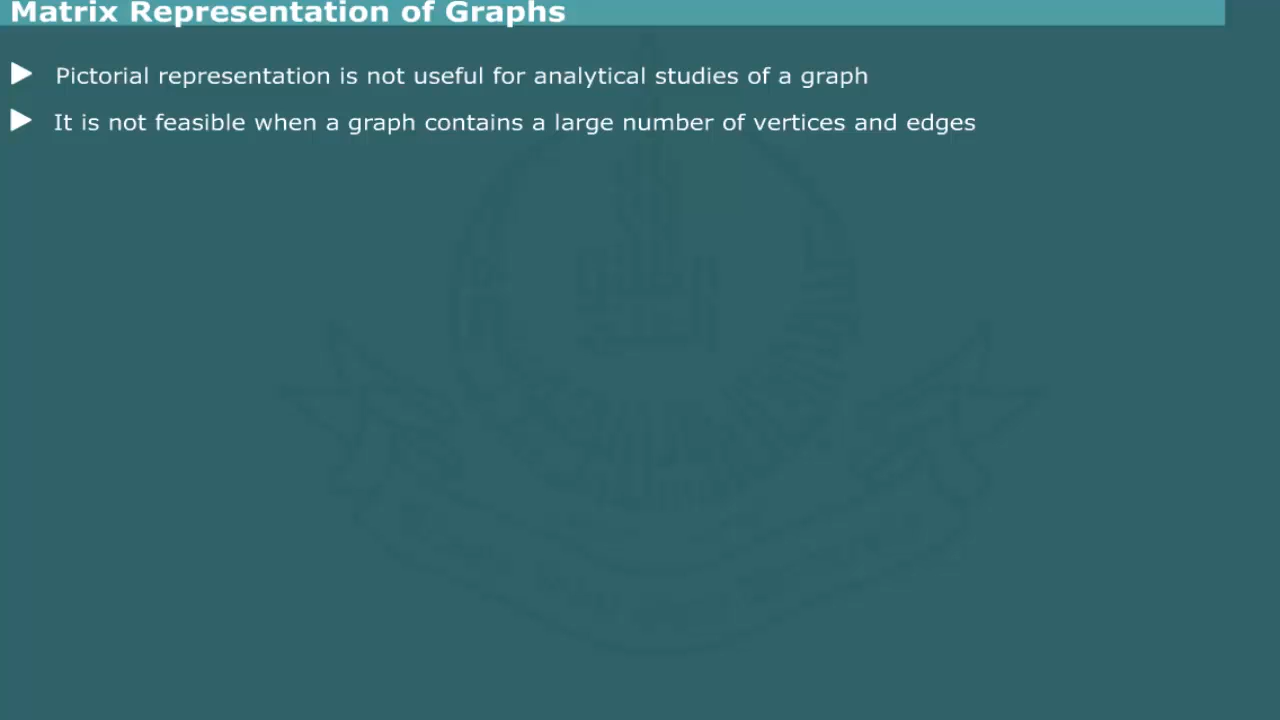 Matrix Representation of Graphs
Pictorial representation is not useful for analytical studies of a graph
It is not feasible when a graph contains a large number of vertices and edges